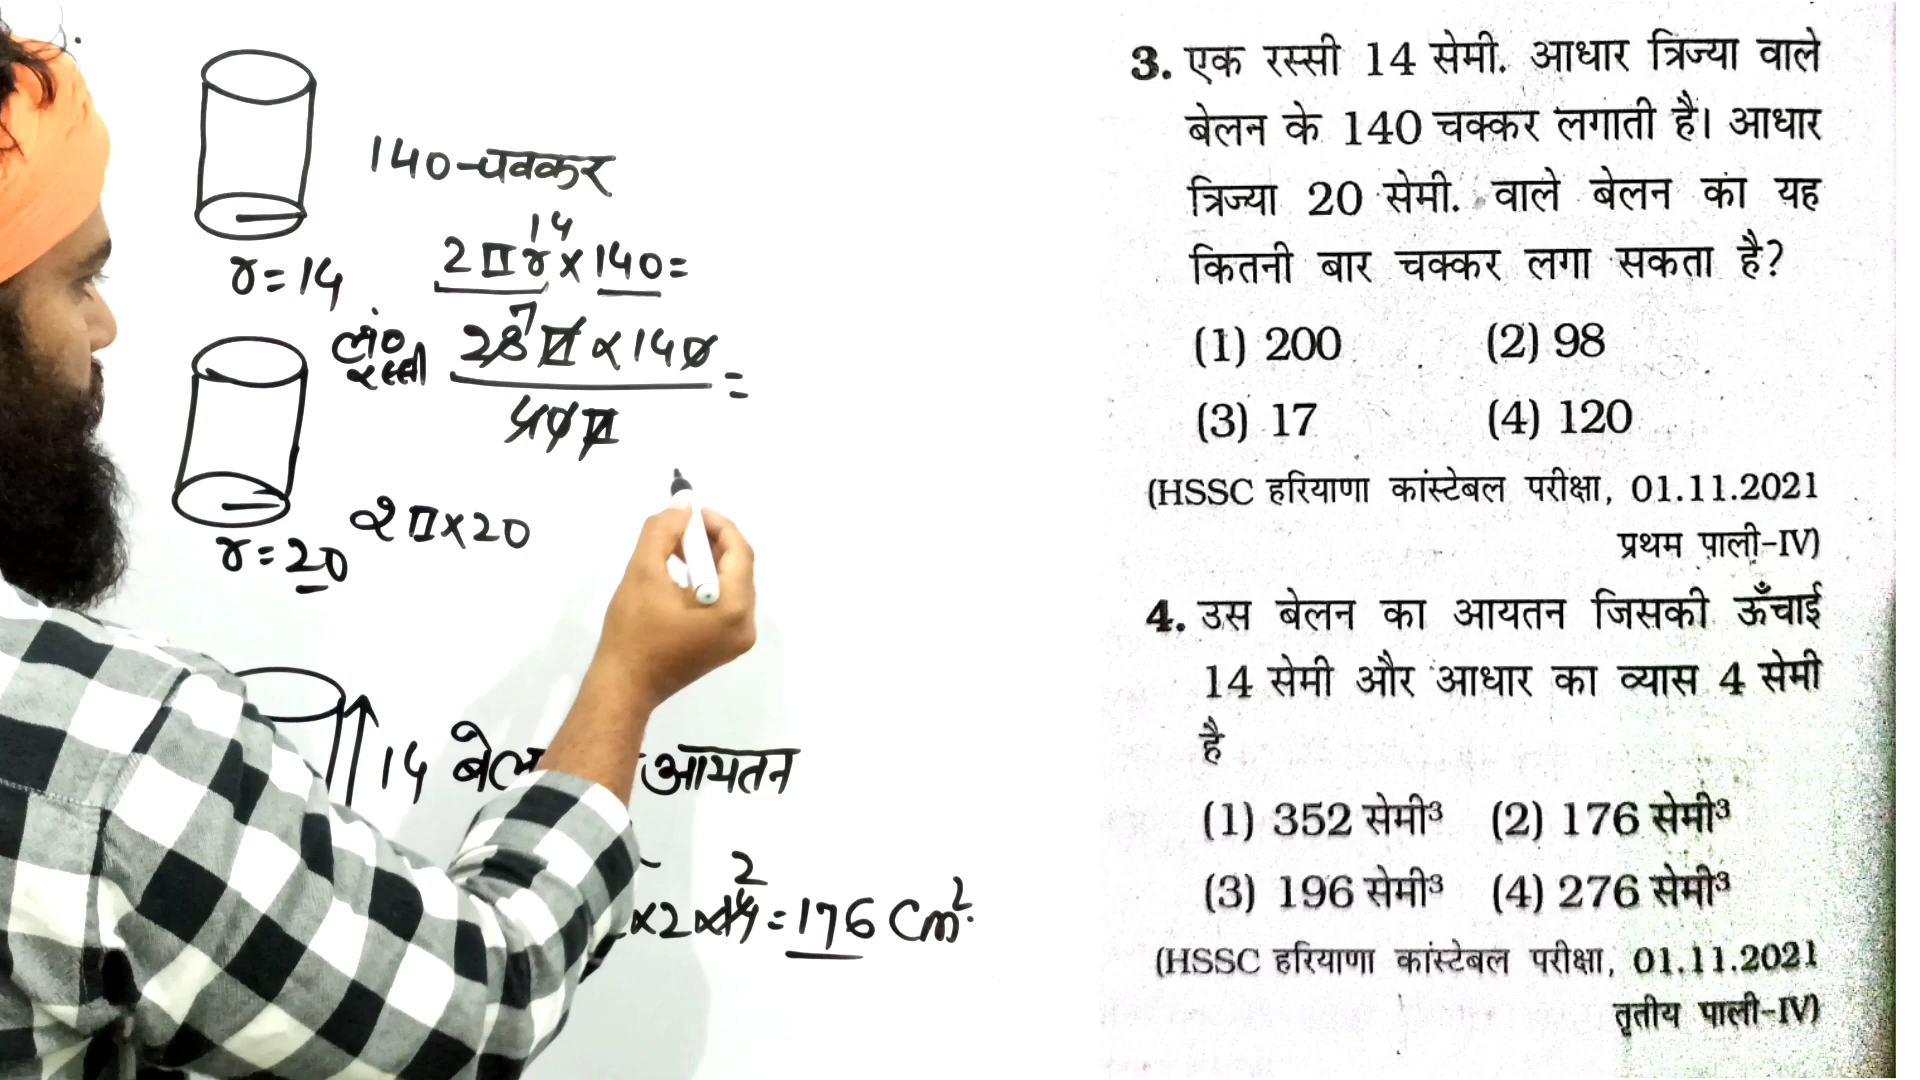 140-चक्कर
14
2πr×140=
r=14
लं० रस्सी
7
28π×140
=
40π
2π×20
r=20
14 बेल आयतन
2
×2×14=176 Cm².
3. एक रस्सी 14 सेमी. आधार त्रिज्या वाले
बेलन के 140 चक्कर लगाती है। आधार
त्रिज्या 20 सेमी. वाले बेलन का यह
कितनी बार चक्कर लगा सकता है?
(1) 200 (2) 98
(3) 17 (4) 120
(HSSC हरियाणा कांस्टेबल परीक्षा, 01.11.2021
प्रथम पाली-IV)
4. उस बेलन का आयतन जिसकी ऊँचाई
14 सेमी और आधार का व्यास 4 सेमी
है
(1) 352 सेमी³ (2) 176 सेमी³
(3) 196 सेमी³ (4) 276 सेमी³
(HSSC हरियाणा कांस्टेबल परीक्षा, 01.11.2021
तृतीय पाली-IV)